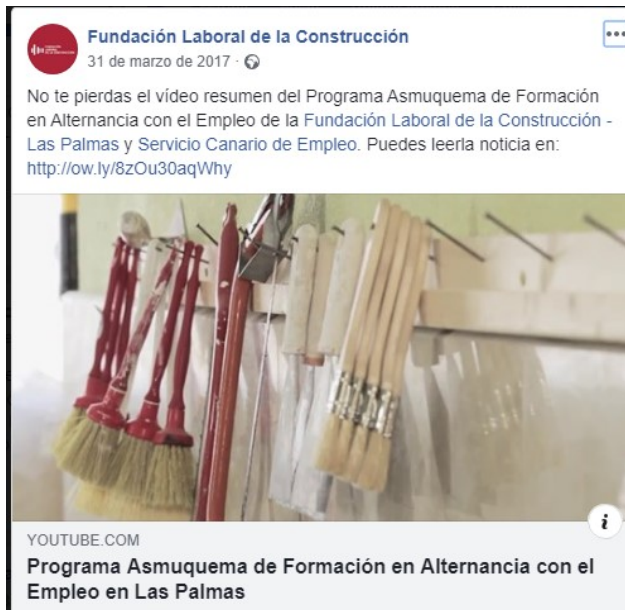 Fundación Laboral de la Construcción
31 de marzo de 2017
No te pierdas el vídeo resumen del Programa Asmuquema de Formación
en Alternancia con el Empleo de la Fundación Laboral de la Construcción -
Las Palmas y Servicio Canario de Empleo. Puedes leerla noticia en:
http://ow.ly/8zOu30aqWhy
YOUTUBE.COM
Programa Asmuquema de Formación en Alternancia con el
Empleo en Las Palmas